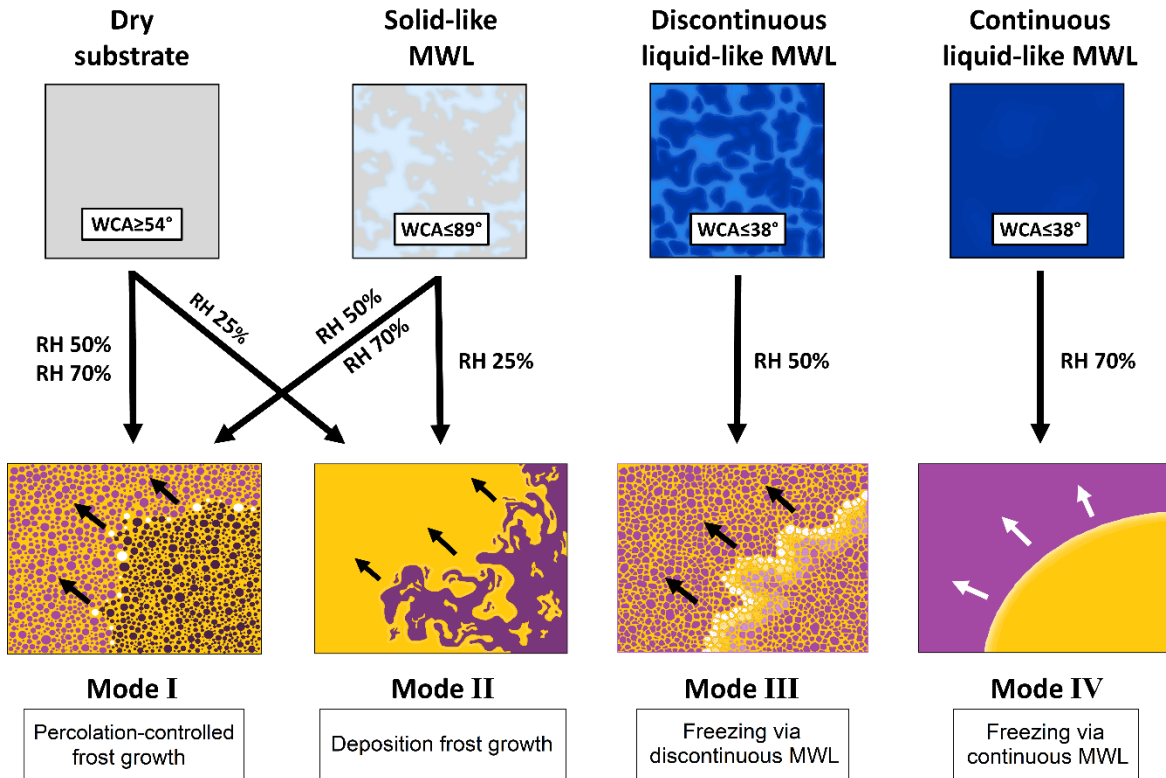 Dry
substrate
Solid-like
MWL
Discontinuous
liquid-like MWL
Continuous
liquid-like MWL
WCA≥54°
WCA≤89°
WCA≤38°
WCA≤38°
RH 50%
RH 70%
RH 25%
RH 50%
RH 70%
RH 25%
RH 50%
RH 70%
Mode I
Percolation-controlled
frost growth
Mode II
Deposition frost growth
Mode III
Freezing via
discontinuous MWL
Mode IV
Freezing via
continuous MWL